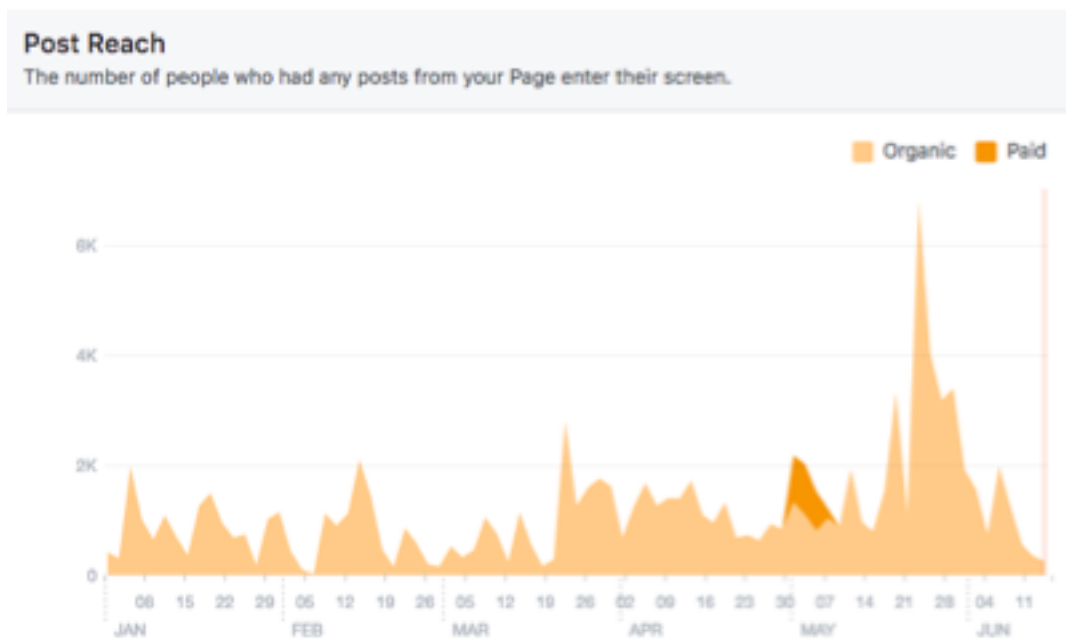 Post Reach
The number of people who had any posts from your Page enter their screen.
Organic Paid
6K
4K
2K
0
08 15 22 29 05 12 19 26 05 12 19 26 02 09 16 23 30 07 14 21 28 04 11
JAN FEB MAR APR MAY JUN